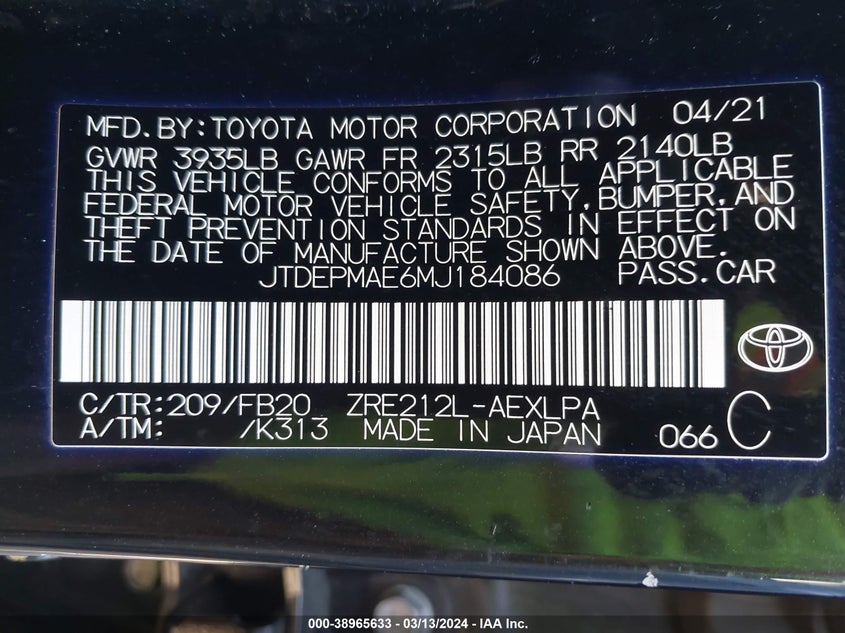 MFD.BY:TOYOTA MOTOR CORPORATION 04/21
GVWR 3935LB GAWR FR 2315LB RR 2140LB
THIS VEHICLE CONFORMS TO ALL APPLICABLE
FEDERAL MOTOR VEHICLE SAFETY,BUMPER,AND
THEFT PREVENTION STANDARDS IN EFFECT ON
THE DATE OF MANUFACTURE SHOWN ABOVE.
JTDEPMAE6MJ184086 PASS.CAR
C/TR:209/FB20 ZRE212L-AEXLPA
A/TM: /K313 MADE IN JAPAN 066 C
000-38965633 - 03/13/2024 - IAA Inc.